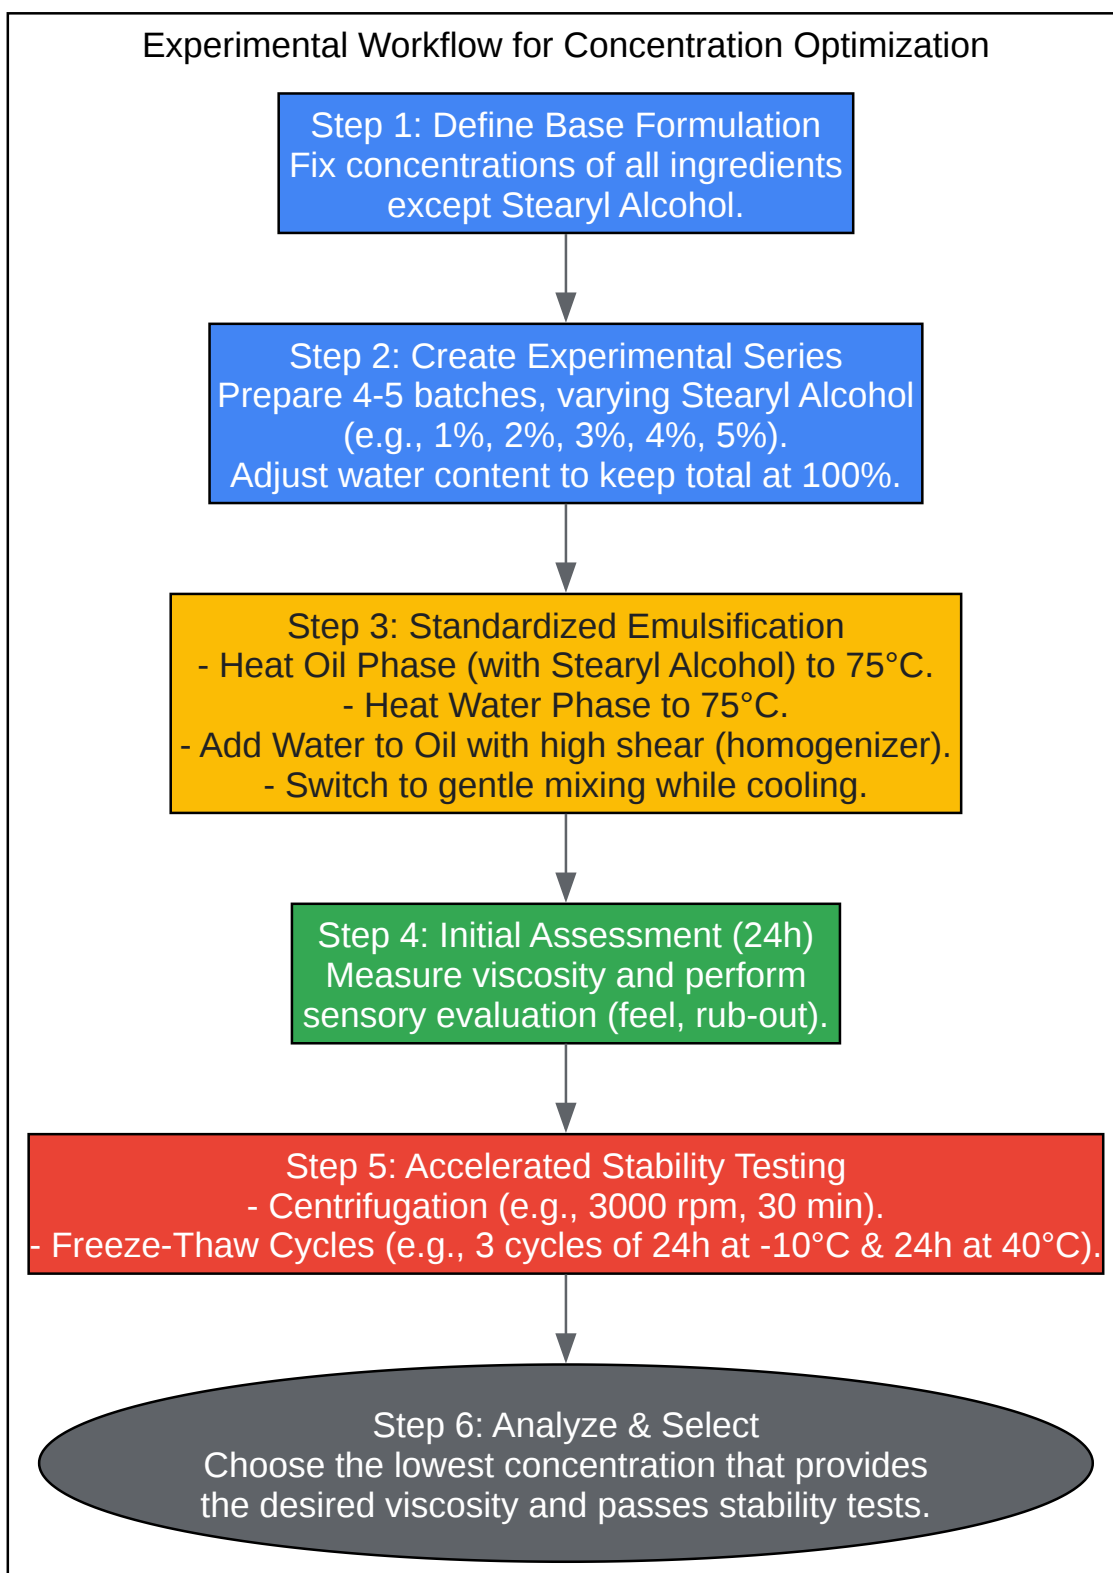 Experimental Workflow for Concentration Optimization
Step 1: Define Base Formulation
Fix concentrations of all ingredients
except Stearyl Alcohol.
Step 2: Create Experimental Series
Prepare 4-5 batches, varying Stearyl Alcohol
(e.g., 1%, 2%, 3%, 4%, 5%).
Adjust water content to keep total at 100%.
Step 3: Standardized Emulsification
- Heat Oil Phase (with Stearyl Alcohol) to 75°C.
- Heat Water Phase to 75°C.
- Add Water to Oil with high shear (homogenizer).
- Switch to gentle mixing while cooling.
Step 4: Initial Assessment (24h)
Measure viscosity and perform
sensory evaluation (feel, rub-out).
Step 5: Accelerated Stability Testing
- Centrifugation (e.g., 3000 rpm, 30 min).
- Freeze-Thaw Cycles (e.g., 3 cycles of 24h at -10°C & 24h at 40°C).
Step 6: Analyze & Select
Choose the lowest concentration that provides
the desired viscosity and passes stability tests.